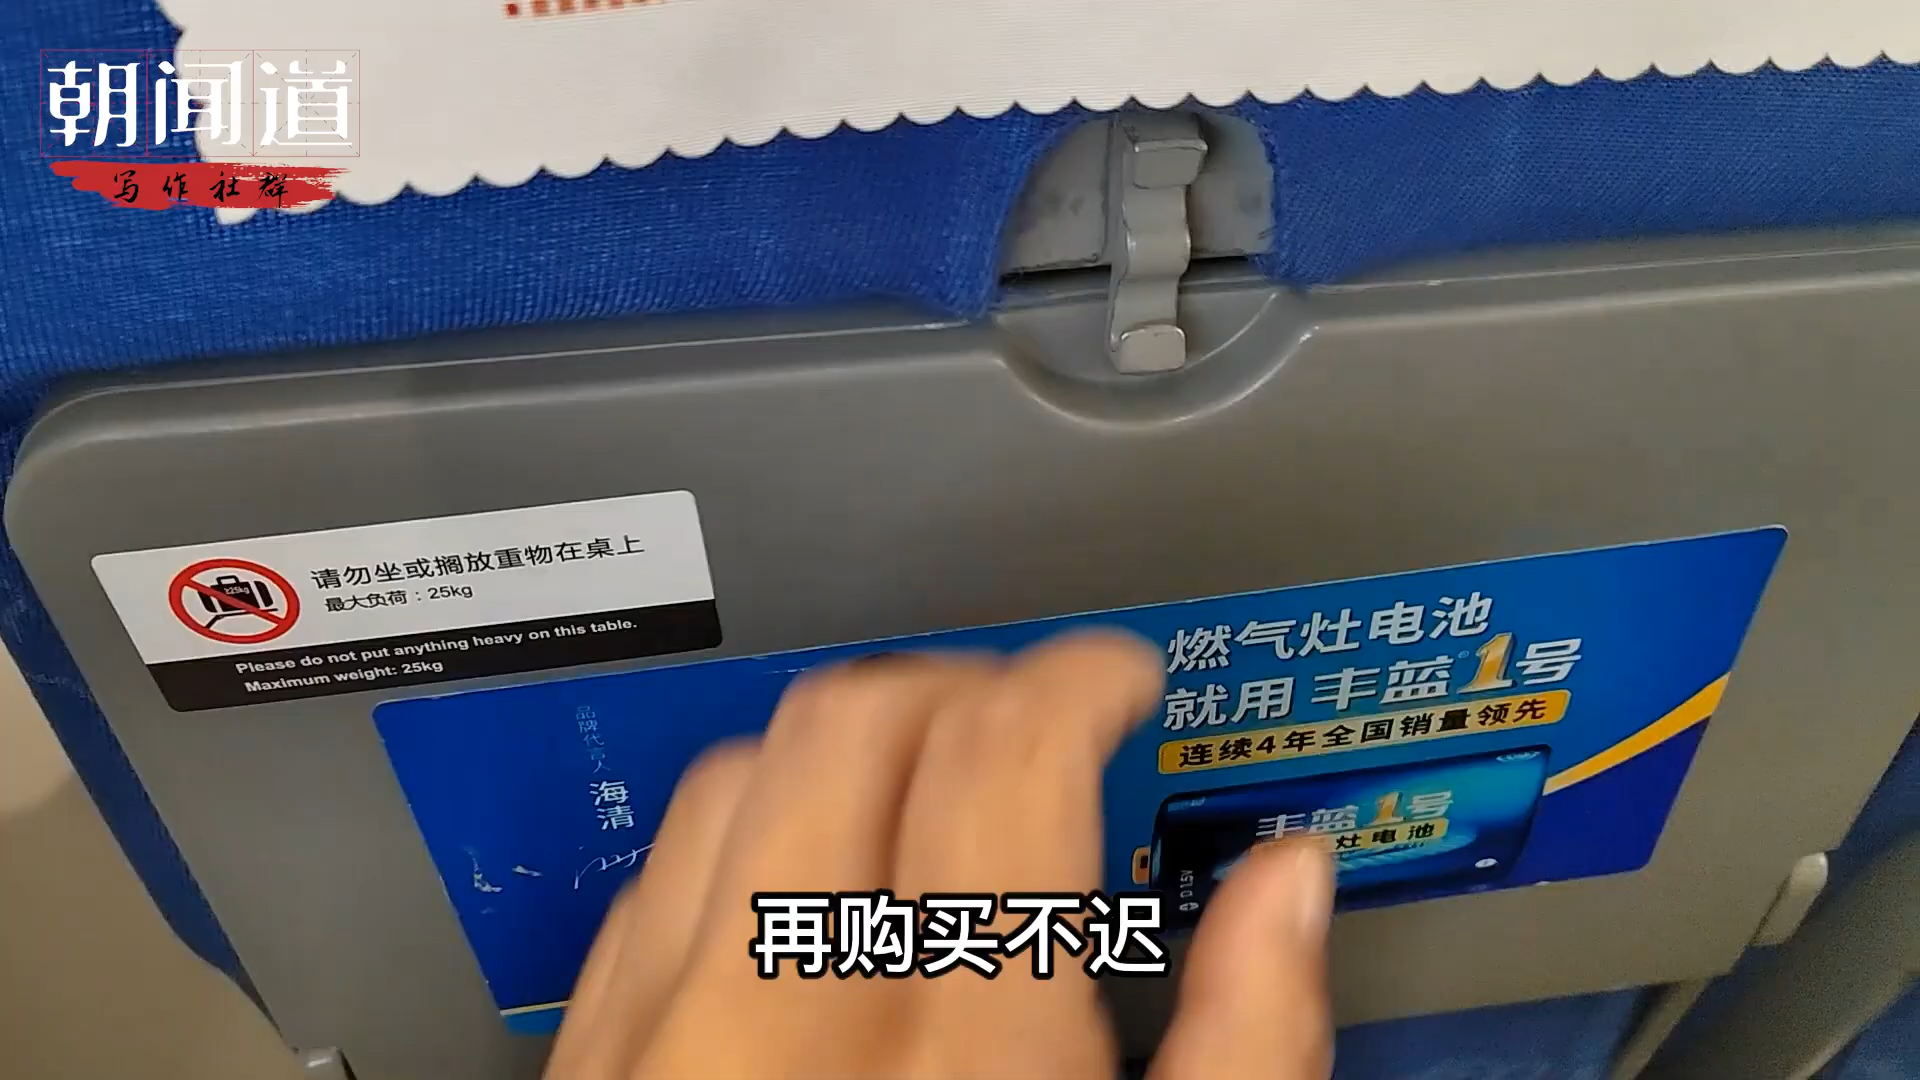 朝闻道
写作社群
请勿坐或搁放重物在桌上
最大负荷：25kg
Please do not put anything heavy on this table.
Maximum weight: 25kg
燃气灶电池
就用丰蓝®1号
连续4年全国销量领先
品牌代言人
海清
丰蓝1号
灶电池
D 1.5V
再购买不迟